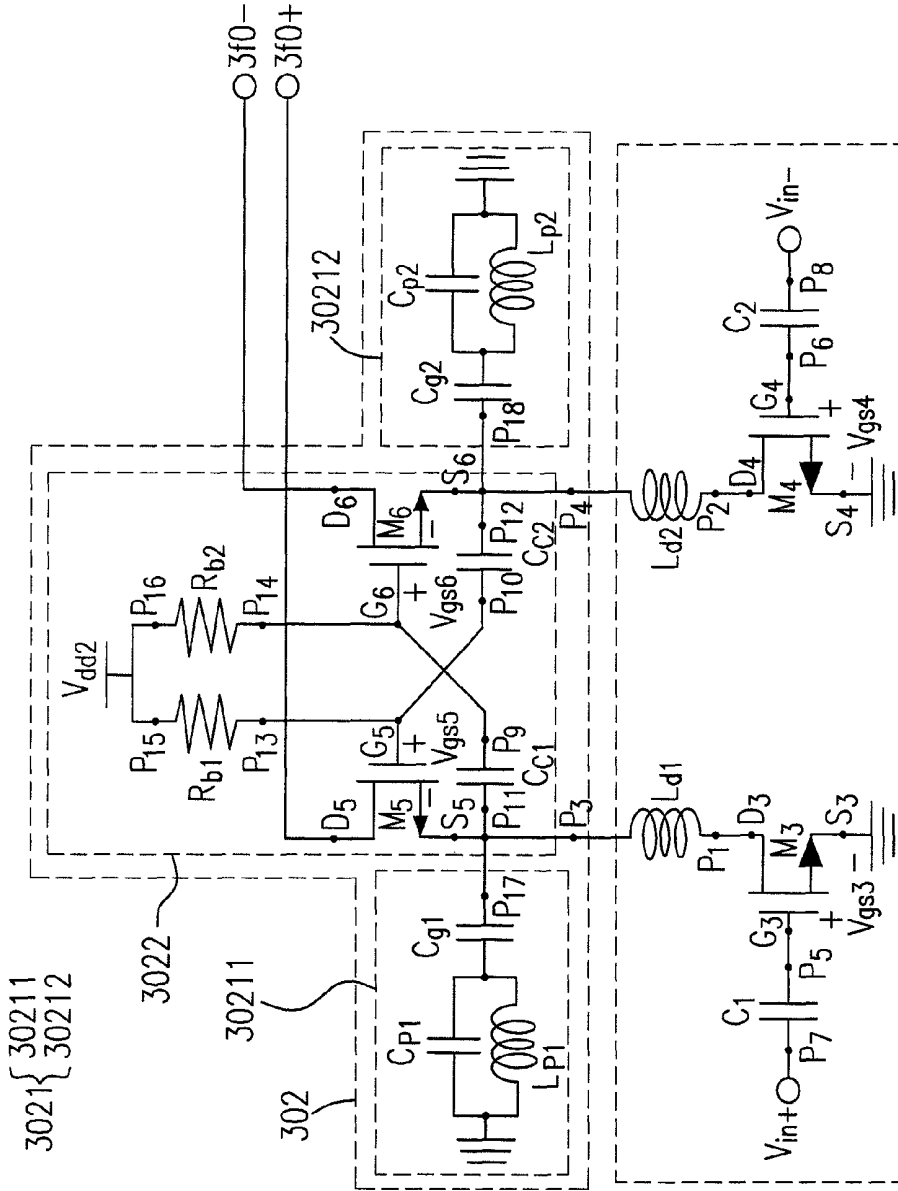 3f0-
3f0+
3021{ 30211
30212
3022
30211
302
30212
Vdd2
P15
P16
Rb1
Rb2
P13
P14
D5
D6
G5
G6
M5
M6
+
+
-
-
Vgs5
Vgs6
S5
S6
P9
P10
P11
P12
CC1
CC2
P17
P18
Cg1
Cg2
CP1
Cp2
LP1
Lp2
P3
P4
Ld1
Ld2
P1
P2
D3
D4
M3
M4
G3
G4
+
+
-
-
Vgs3
Vgs4
S3
S4
P5
P6
C1
C2
P7
P8
Vin+
Vin-